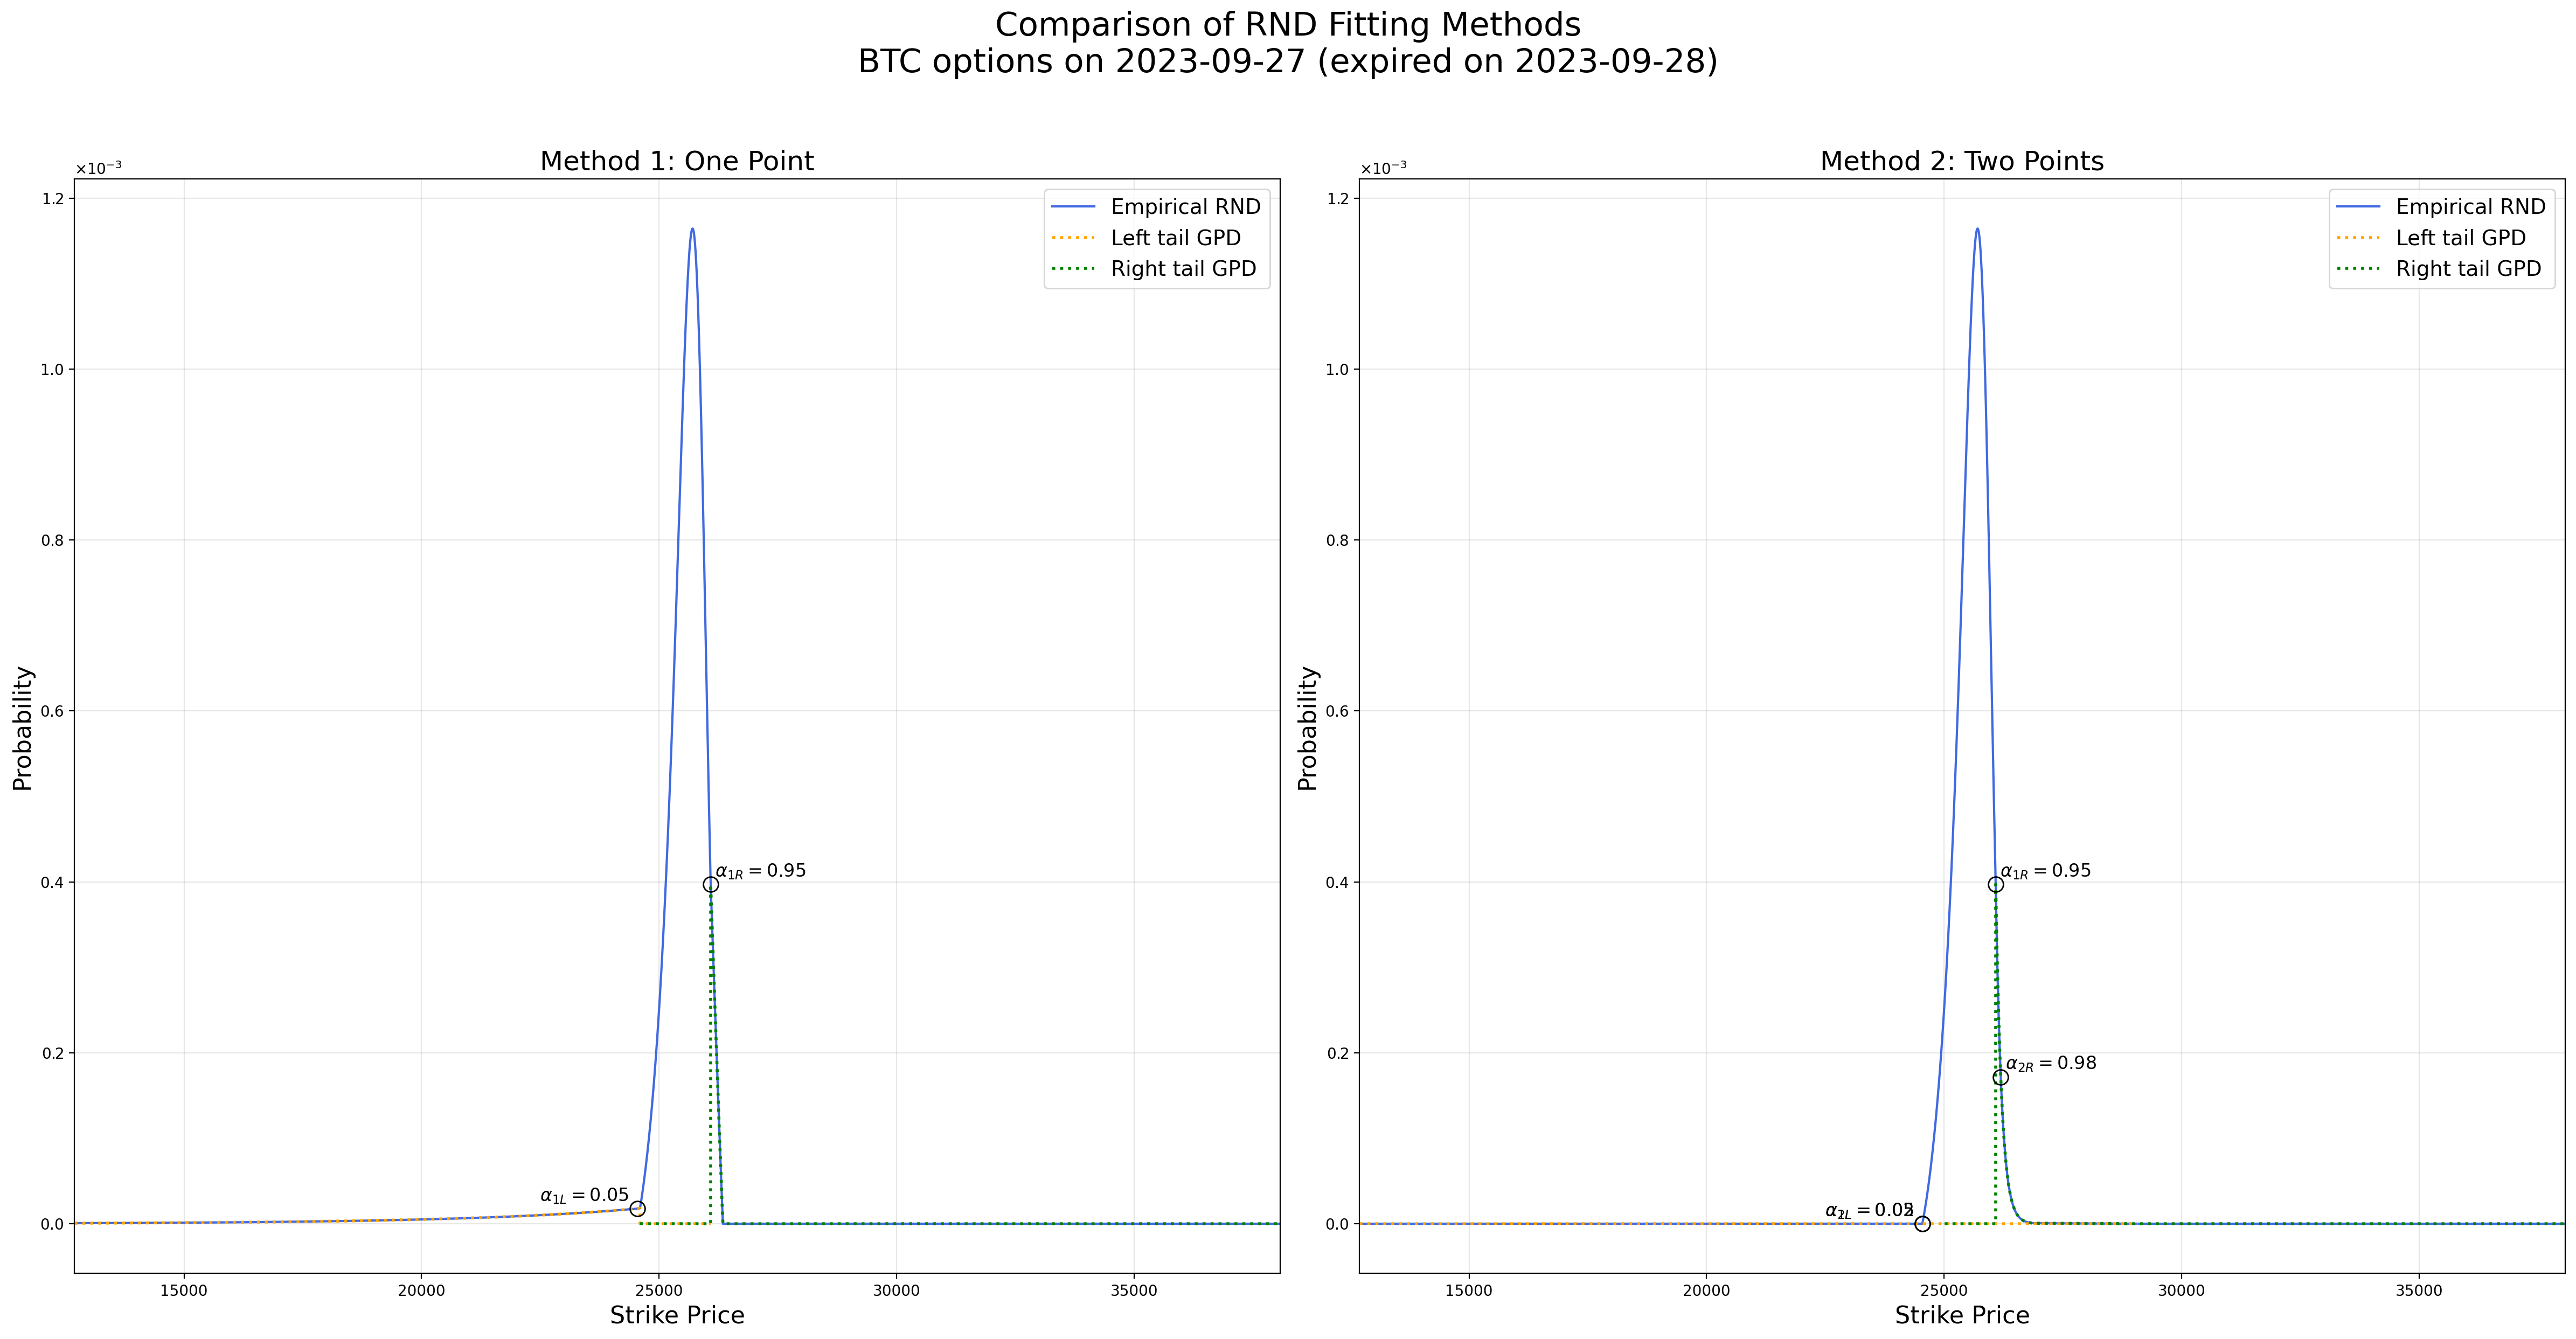 Comparison of RND Fitting Methods
BTC options on 2023-09-27 (expired on 2023-09-28)
Method 1: One Point
×10⁻³
1.2
1.0
0.8
0.6
0.4
0.2
0.0
Probability
Empirical RND
Left tail GPD
Right tail GPD
α₁R = 0.95
α₁L = 0.05
15000 20000 25000 30000 35000
Strike Price
Method 2: Two Points
×10⁻³
1.2
1.0
0.8
0.6
0.4
0.2
0.0
Probability
Empirical RND
Left tail GPD
Right tail GPD
α₁R = 0.95
α₂R = 0.98
15000 20000 25000 30000 35000
Strike Price